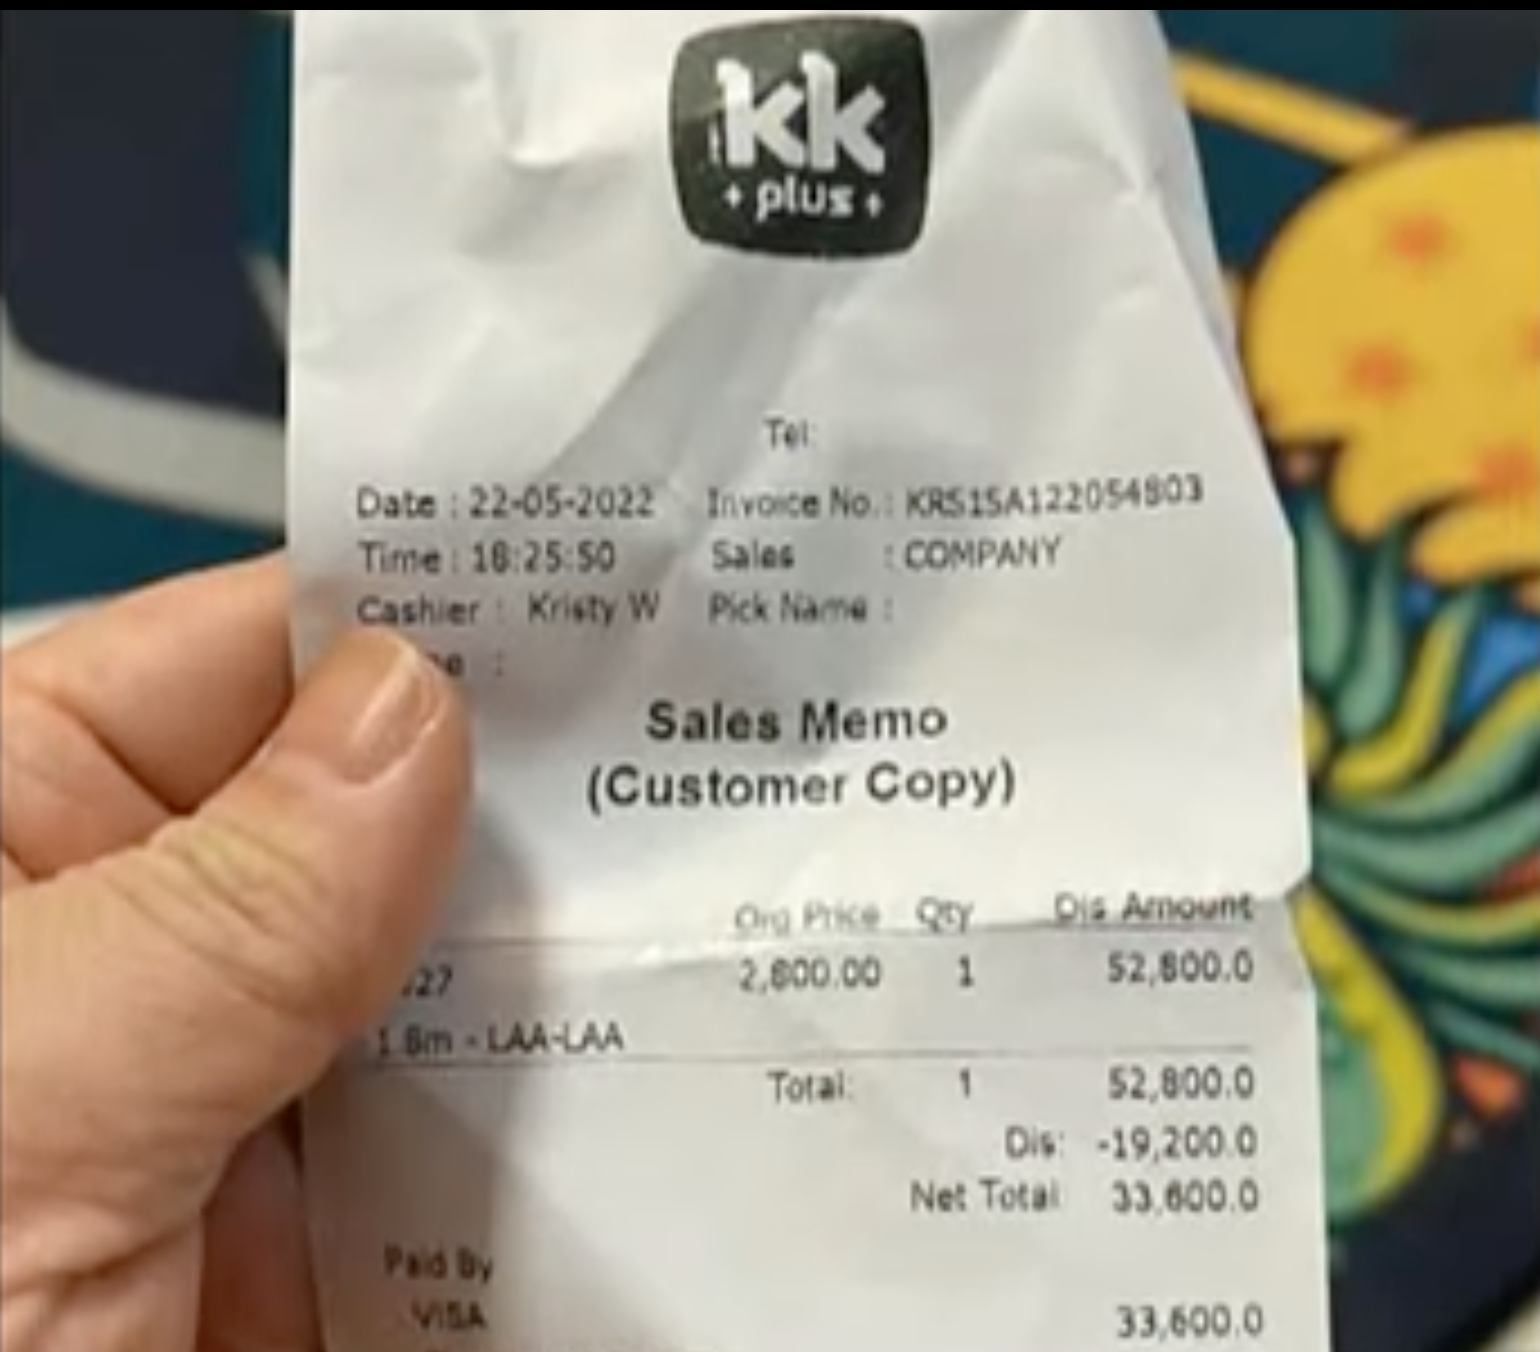 kk
plus
Tel:
Date : 22-05-2022 Invoice No. : KRS1SA122054803
Time : 18:25:50 Sales : COMPANY
Cashier : Kristy W Pick Name :
Sales Memo
(Customer Copy)
Org Price Qty Dis Amount
27 2,800.00 1 52,800.0
1.8m - LAA-LAA
Total: 1 52,800.0
Dis: -19,200.0
Net Total 33,600.0
Paid By
VISA 33,600.0